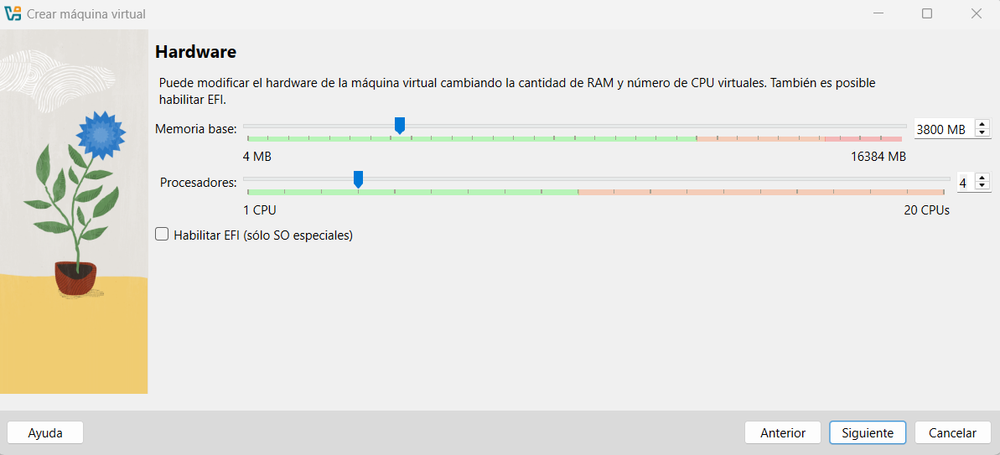 Crear máquina virtual
Hardware
Puede modificar el hardware de la máquina virtual cambiando la cantidad de RAM y número de CPU virtuales. También es posible
habilitar EFI.
Memoria base:
3800 MB
4 MB
16384 MB
Procesadores:
4
1 CPU
20 CPUs
Habilitar EFI (sólo SO especiales)
Ayuda
Anterior
Siguiente
Cancelar